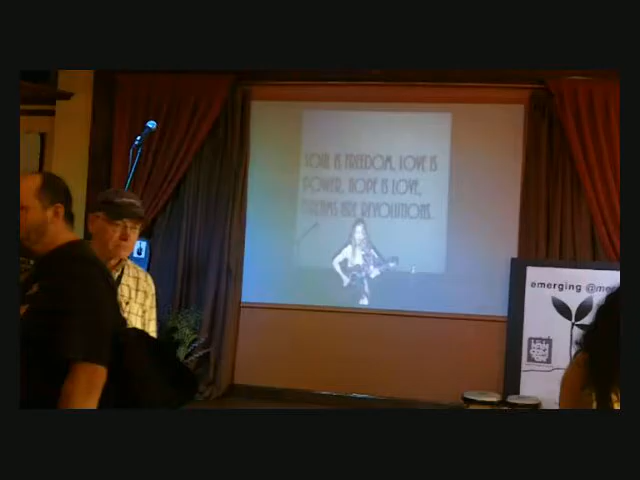 LOVE IS FREEDOM, LOVE IS
POWER, HOPE IS LOVE,
DREAMS ARE REVOLUTIONS.
emerging @